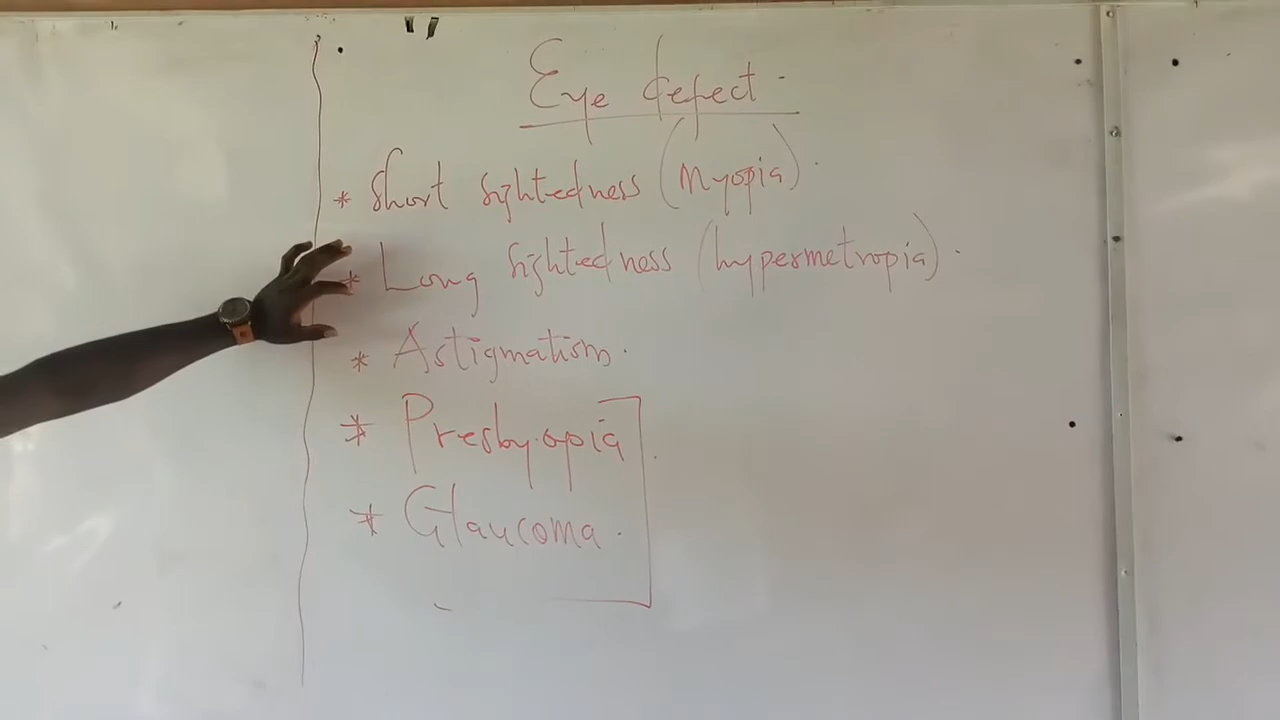 Eye defect.
* Short sightedness (Myopia).
* Long sightedness (hypermetropia).
* Astigmatism.
* Presbyopia
* Glaucoma.